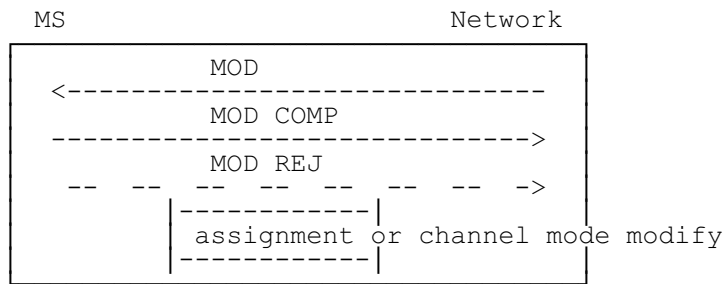 MS Network
MOD
MOD COMP
MOD REJ
assignment or channel mode modify